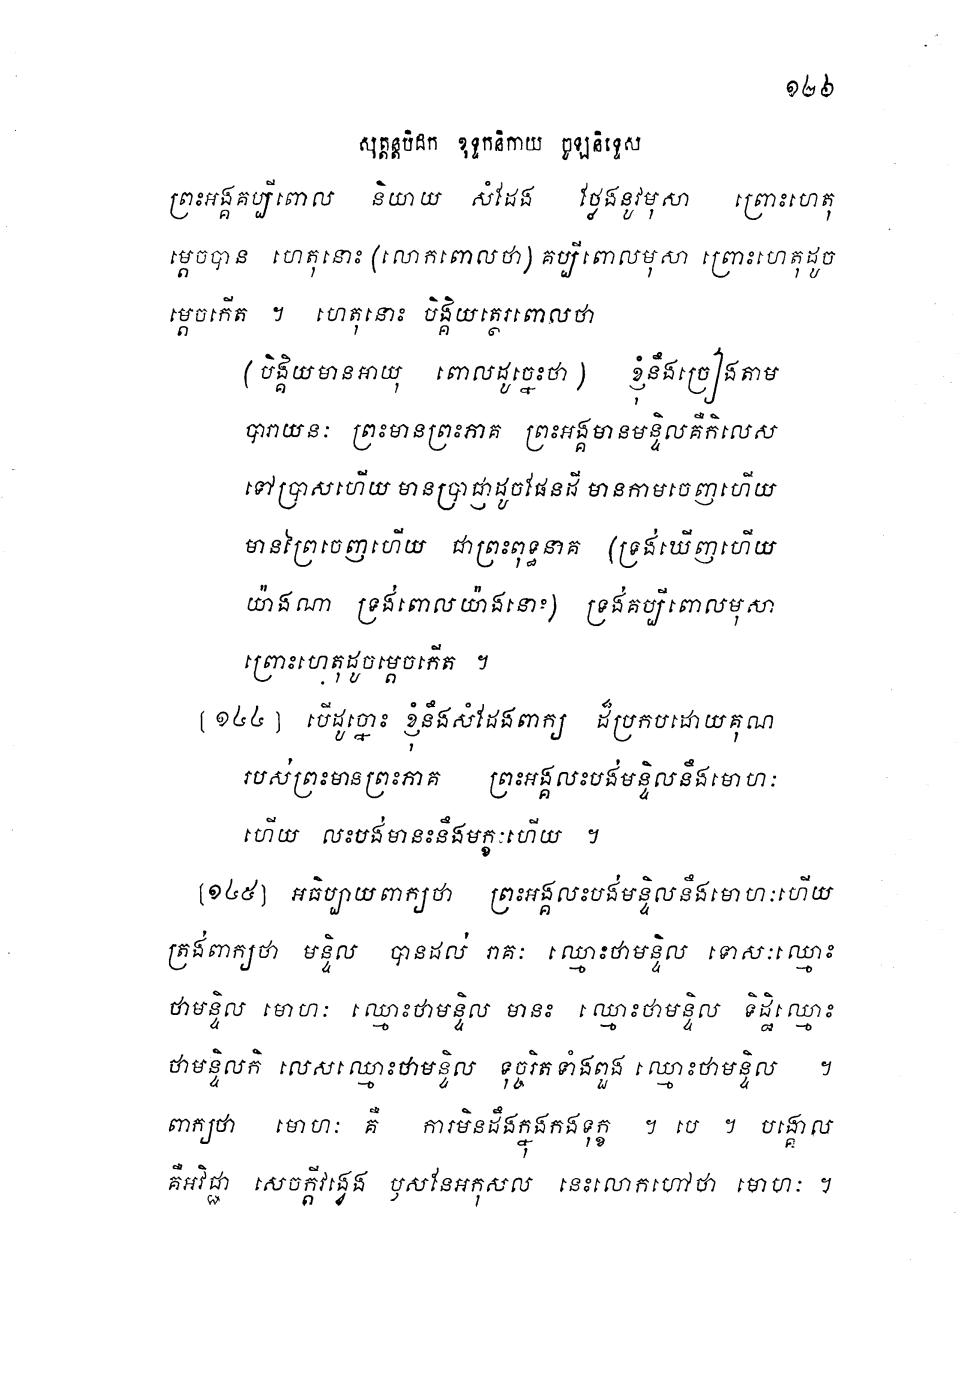 ១២៦
សុត្តន្តបិដក ខុទ្ទកនិកាយ ចូឡនិទ្ទេស
ព្រះអង្គគប្បីពោល និយាយ សំដែង ថ្លែងនូវមុសា ព្រោះហេតុ
ម្តេចបាន ហេតុនោះ (លោកពោលថា) គប្បីពោលមុសា ព្រោះហេតុដូច
ម្តេចកើត ។ ហេតុនោះ បិង្គិយត្ថេរពោលថា
(បិង្គិយមានអាយុ ពោលដូច្នេះថា) ខ្ញុំនឹងច្រៀងតាម
បារាយនៈ ព្រះមានព្រះភាគ ព្រះអង្គមានមន្ទិលគឺកិលេស
ទៅប្រាសហើយ មានប្រាជ្ញាដូចផែនដី មានកាមចេញហើយ
មានព្រៃចេញហើយ ជាព្រះពុទ្ធនាគ (ទ្រង់ឃើញហើយ
យ៉ាងណា ទ្រង់ពោលយ៉ាងនោះ) ទ្រង់គប្បីពោលមុសា
ព្រោះហេតុដូចម្តេចកើត ។
[១៤៤] បើដូច្នោះ ខ្ញុំនឹងសំដែងពាក្យ ដ៏ប្រកបដោយគុណ
របស់ព្រះមានព្រះភាគ ព្រះអង្គលះបង់មន្ទិលនឹងមោហៈ
ហើយ លះបង់មានះនឹងមក្ខៈហើយ ។
[១៤៥] អធិប្បាយពាក្យថា ព្រះអង្គលះបង់មន្ទិលនឹងមោហៈហើយ
ត្រង់ពាក្យថា មន្ទិល បានដល់ រាគៈ ឈ្មោះថាមន្ទិល ទោសៈឈ្មោះ
ថាមន្ទិល មោហៈ ឈ្មោះថាមន្ទិល មានះ ឈ្មោះថាមន្ទិល ទិដ្ឋិឈ្មោះ
ថាមន្ទិលកិ លេសឈ្មោះថាមន្ទិល ទុច្ចរិតទាំងពួង ឈ្មោះថាមន្ទិល ។
ពាក្យថា មោហៈ គឺ ការមិនដឹងក្នុងកងទុក្ខ ។ បេ ។ បង្គោល
គឺអវិជ្ជា សេចក្តីវង្វេង ឫសនៃអកុសល នេះលោកហៅថា មោហៈ ។